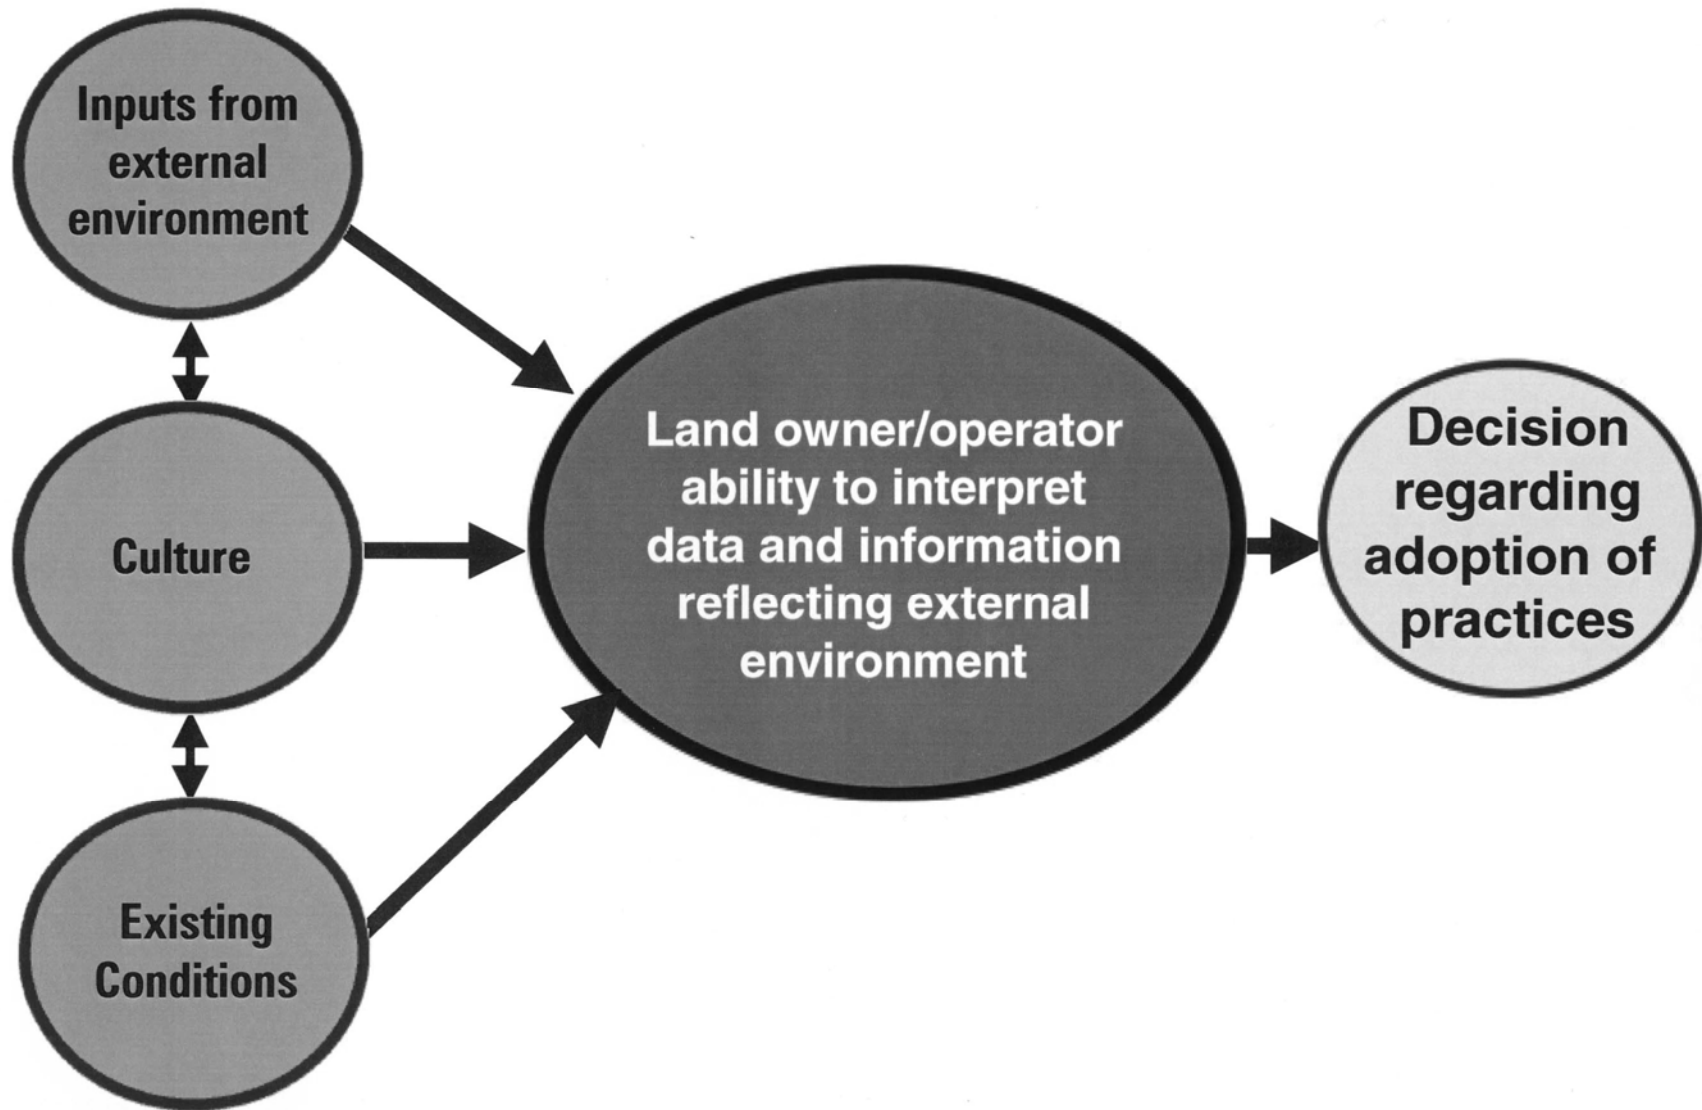 Inputs from
external
environment
Culture
Existing
Conditions
Land owner/operator
ability to interpret
data and information
reflecting external
environment
Decision
regarding
adoption of
practices